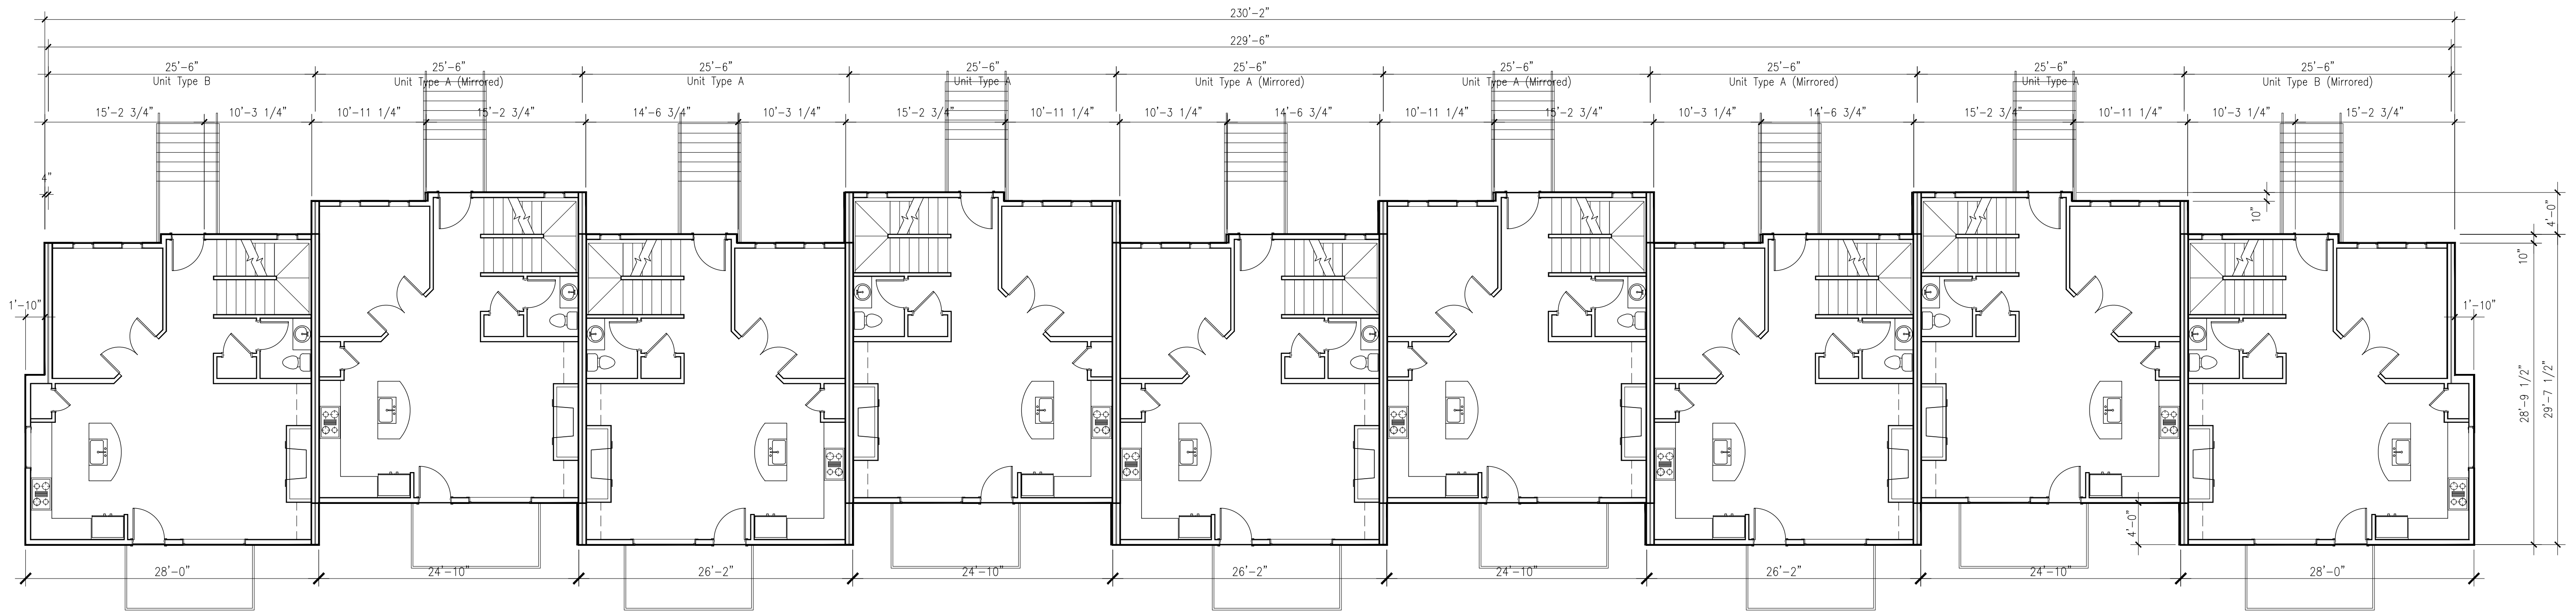 230'-2"
229'-6"
25'-6" 25'-6" 25'-6" 25'-6" 25'-6" 25'-6" 25'-6" 25'-6" 25'-6"
Unit Type B Unit Type A (Mirrored) Unit Type A Unit Type A Unit Type A (Mirrored) Unit Type A (Mirrored) Unit Type A (Mirrored) Unit Type A Unit Type B (Mirrored)
15'-2 3/4" 10'-3 1/4" 10'-11 1/4" 15'-2 3/4" 14'-6 3/4" 10'-3 1/4" 15'-2 3/4" 10'-11 1/4" 10'-3 1/4" 14'-6 3/4" 10'-11 1/4" 15'-2 3/4" 10'-3 1/4" 14'-6 3/4" 15'-2 3/4" 10'-11 1/4" 10'-3 1/4" 15'-2 3/4"
4"
10" 4'-0"
10"
1'-10" 1'-10"
28'-9 1/2" 29'-7 1/2"
4'-0"
28'-0" 24'-10" 26'-2" 24'-10" 26'-2" 24'-10" 26'-2" 24'-10" 28'-0"